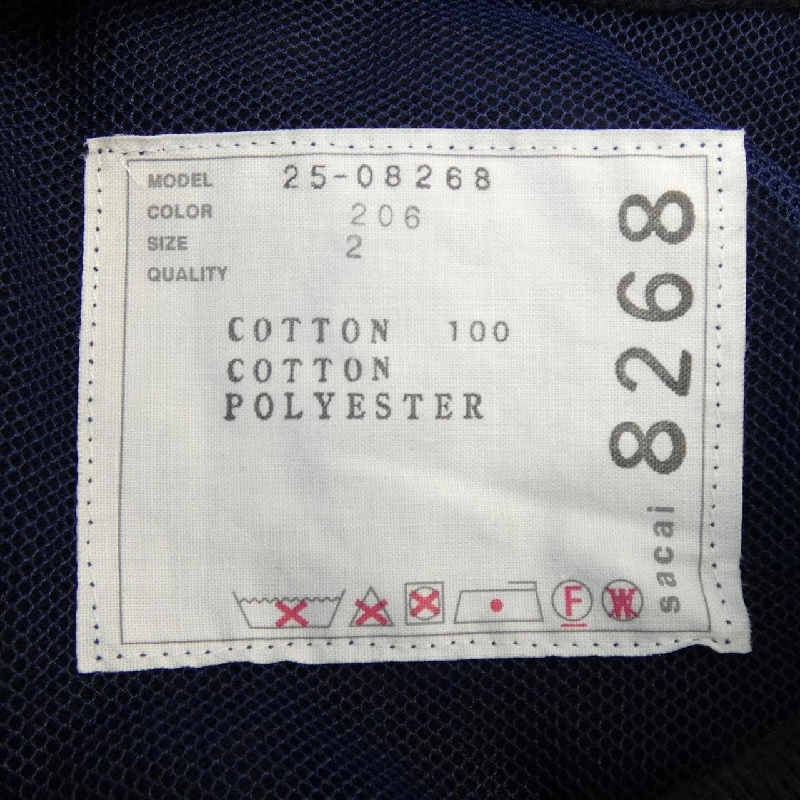 MODEL 25-08268
COLOR 206
SIZE 2
QUALITY
COTTON 100
COTTON
POLYESTER
F
W
sacai 8268